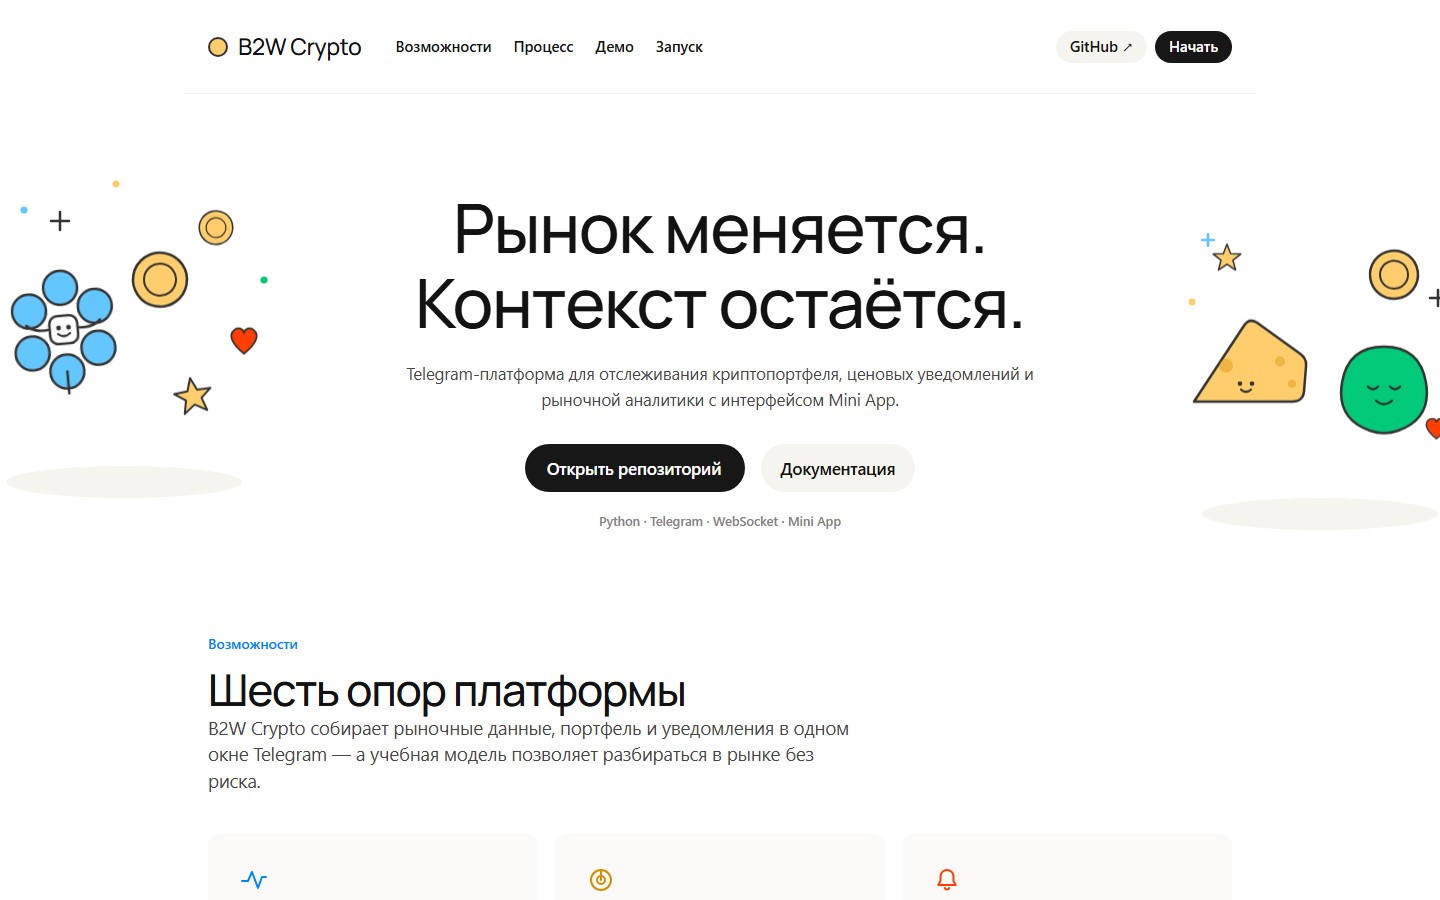 B2W Crypto
Возможности
Процесс
Демо
Запуск
GitHub ↗
Начать
Рынок меняется.
Контекст остаётся.
Telegram-платформа для отслеживания криптопортфеля, ценовых уведомлений и
рыночной аналитики с интерфейсом Mini App.
Открыть репозиторий
Документация
Python · Telegram · WebSocket · Mini App
Возможности
Шесть опор платформы
B2W Crypto собирает рыночные данные, портфель и уведомления в одном
окне Telegram — а учебная модель позволяет разбираться в рынке без
риска.